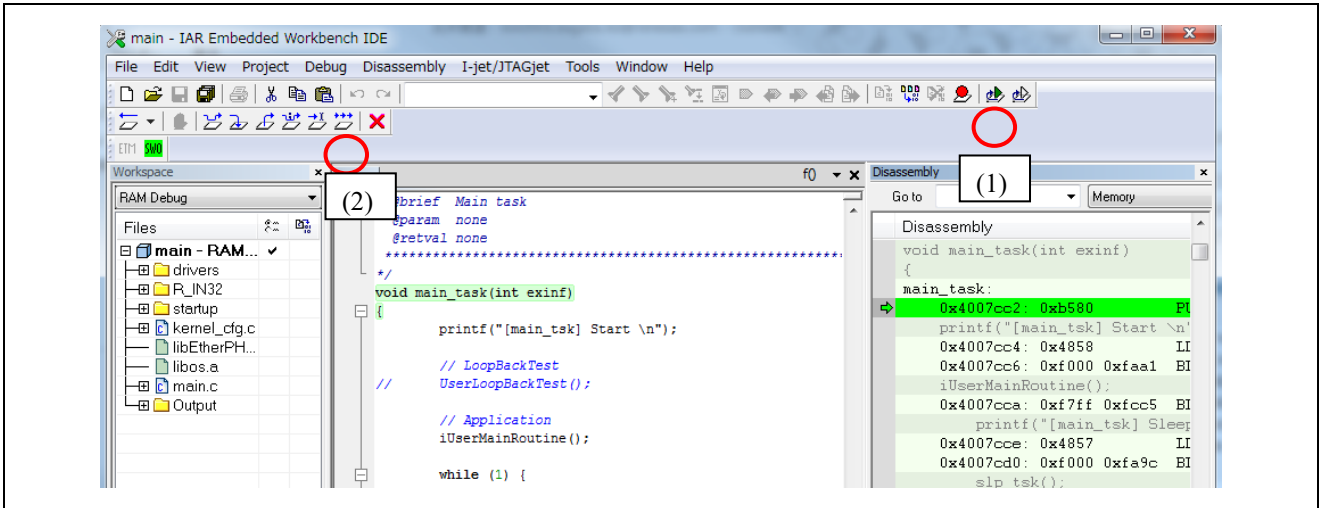 main - IAR Embedded Workbench IDE
File Edit View Project Debug Disassembly I-jet/JTAGjet Tools Window Help
ETM SWO
Workspace
RAM Debug
Files
main - RAM...
drivers
R_IN32
startup
kernel_cfg.c
libEtherPH...
libos.a
main.c
Output
(2)
f()
@brief Main task
@param none
@retval none
*/
void main_task(int exinf)
{
printf("[main_tsk] Start \n");
// LoopBackTest
// UserLoopBackTest();
// Application
iUserMainRoutine();
while (1) {
(1)
Disassembly
Go to
Memory
Disassembly
void main_task(int exinf)
{
main_task:
0x4007cc2: 0xb580
printf("[main_tsk] Start \n"
0x4007cc4: 0x4858
0x4007cc6: 0xf000 0xfaa1
iUserMainRoutine();
0x4007cca: 0xf7ff 0xfcc5
printf("[main_tsk] Sleep
0x4007cce: 0x4857
0x4007cd0: 0xf000 0xfa9c
slp_tsk();